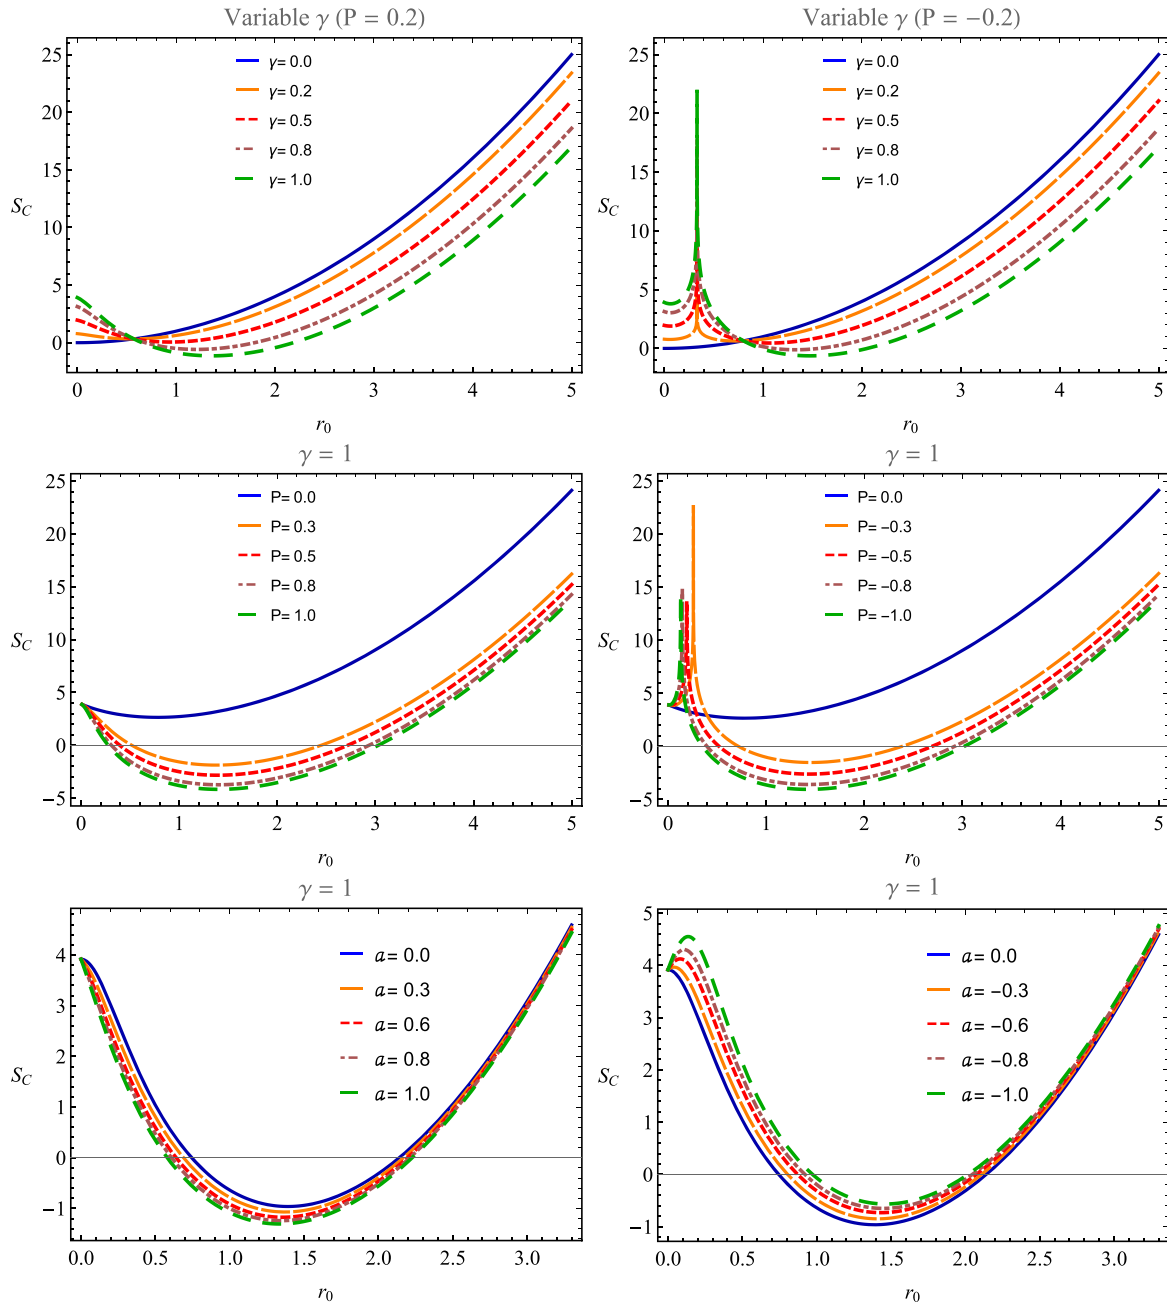 Variable γ (P = 0.2)
25
20
15
10
5
0
S_C
γ= 0.0
γ= 0.2
γ= 0.5
γ= 0.8
γ= 1.0
0 1 2 3 4 5
r_0
Variable γ (P = −0.2)
25
20
15
10
5
0
S_C
γ= 0.0
γ= 0.2
γ= 0.5
γ= 0.8
γ= 1.0
0 1 2 3 4 5
r_0
γ = 1
25
20
15
10
5
0
−5
S_C
P= 0.0
P= 0.3
P= 0.5
P= 0.8
P= 1.0
0 1 2 3 4 5
r_0
γ = 1
25
20
15
10
5
0
−5
S_C
P= 0.0
P= −0.3
P= −0.5
P= −0.8
P= −1.0
0 1 2 3 4 5
r_0
γ = 1
4
3
2
1
0
−1
S_C
a= 0.0
a= 0.3
a= 0.6
a= 0.8
a= 1.0
0.0 0.5 1.0 1.5 2.0 2.5 3.0
r_0
γ = 1
5
4
3
2
1
0
−1
S_C
a= 0.0
a= −0.3
a= −0.6
a= −0.8
a= −1.0
0.0 0.5 1.0 1.5 2.0 2.5 3.0
r_0